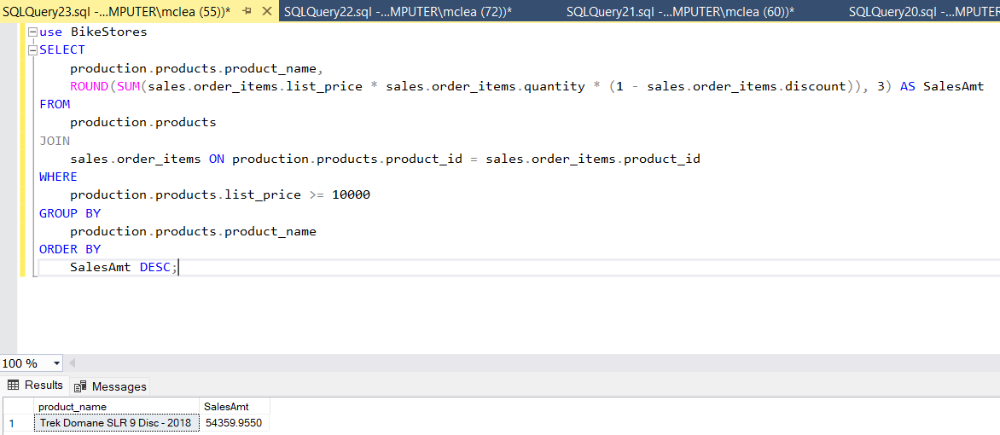 SQLQuery23.sql -...MPUTER\mclea (55))* SQLQuery22.sql -...MPUTER\mclea (72))* SQLQuery21.sql -...MPUTER\mclea (60))* SQLQuery20.sql -...MPUTER
use BikeStores
SELECT
production.products.product_name,
ROUND(SUM(sales.order_items.list_price * sales.order_items.quantity * (1 - sales.order_items.discount)), 3) AS SalesAmt
FROM
production.products
JOIN
sales.order_items ON production.products.product_id = sales.order_items.product_id
WHERE
production.products.list_price >= 10000
GROUP BY
production.products.product_name
ORDER BY
SalesAmt DESC;
100 %
Results Messages
product_name SalesAmt
1 Trek Domane SLR 9 Disc - 2018 54359.9550